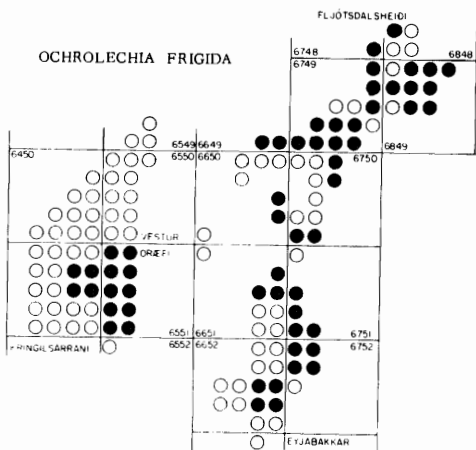 FLJÓTSDALSHEIÐI
OCHROLECHIA FRIGIDA
6748 6848
6749
6549 6649
6450 6550 6650 6750 6849
VESTUR
ÖRÆFI
6551 6651 6751
KRINGILSÁRRANI 6552 6652 6752
EYJABAKKAR